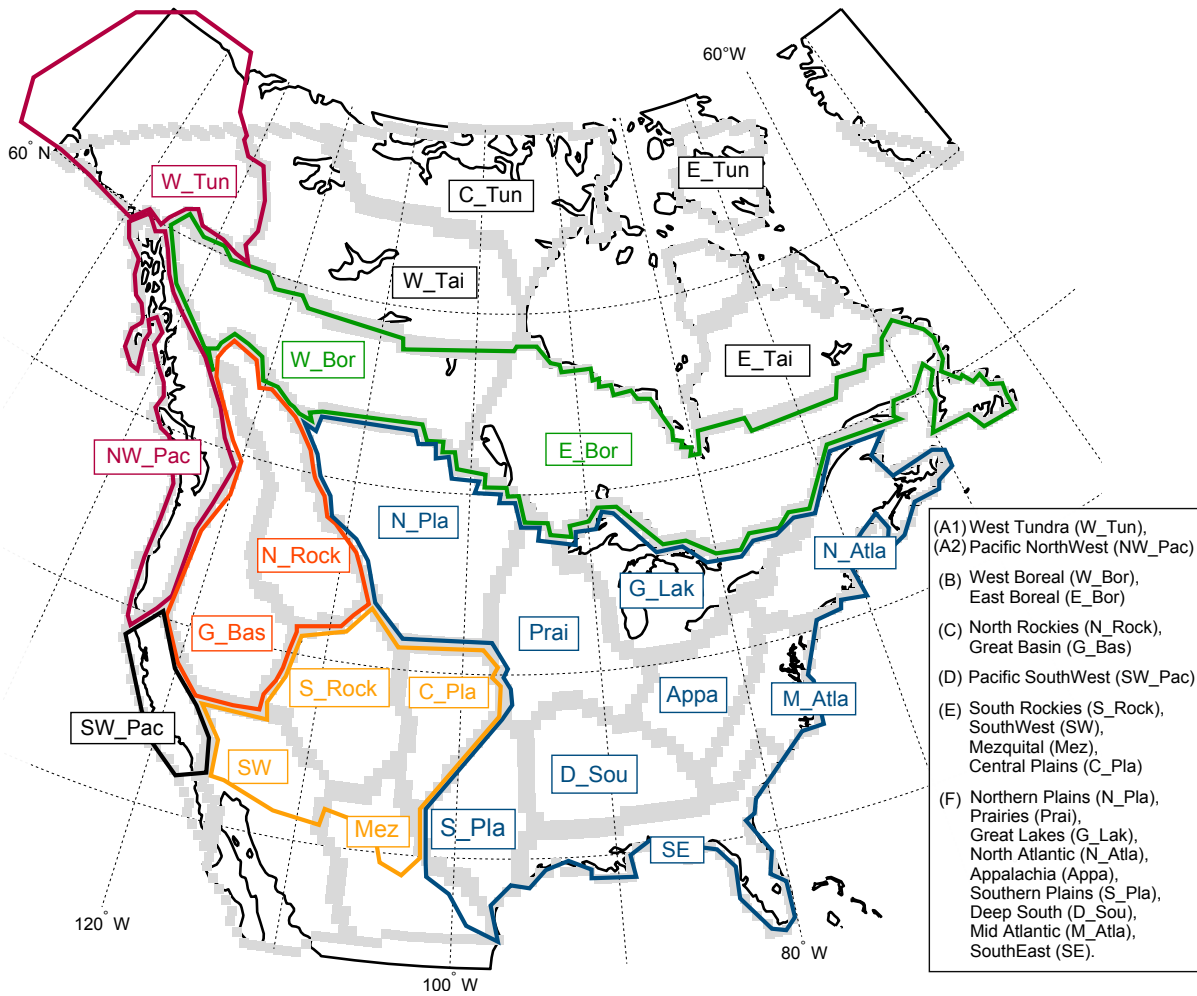 60°W
60° N
W_Tun
E_Tun
C_Tun
W_Tai
W_Bor
E_Tai
NW_Pac
E_Bor
N_Pla
N_Rock
N_Atla
G_Lak
G_Bas
Prai
S_Rock
C_Pla
Appa
M_Atla
SW_Pac
SW
D_Sou
Mez
S_Pla
SE
120° W
100° W
80° W
(A1) West Tundra (W_Tun),
(A2) Pacific NorthWest (NW_Pac)
(B) West Boreal (W_Bor),
East Boreal (E_Bor)
(C) North Rockies (N_Rock),
Great Basin (G_Bas)
(D) Pacific SouthWest (SW_Pac)
(E) South Rockies (S_Rock),
SouthWest (SW),
Mezquital (Mez),
Central Plains (C_Pla)
(F) Northern Plains (N_Pla),
Prairies (Prai),
Great Lakes (G_Lak),
North Atlantic (N_Atla),
Appalachia (Appa),
Southern Plains (S_Pla),
Deep South (D_Sou),
Mid Atlantic (M_Atla),
SouthEast (SE).